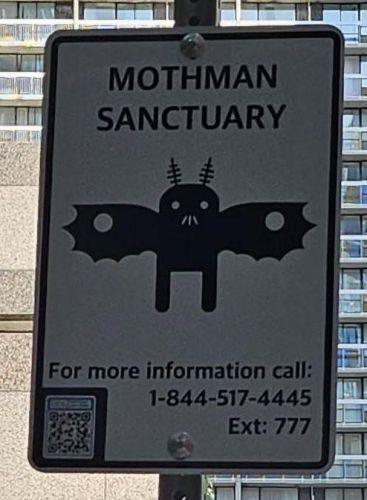 MOTHMAN
SANCTUARY
For more information call:
1-844-517-4445
Ext: 777